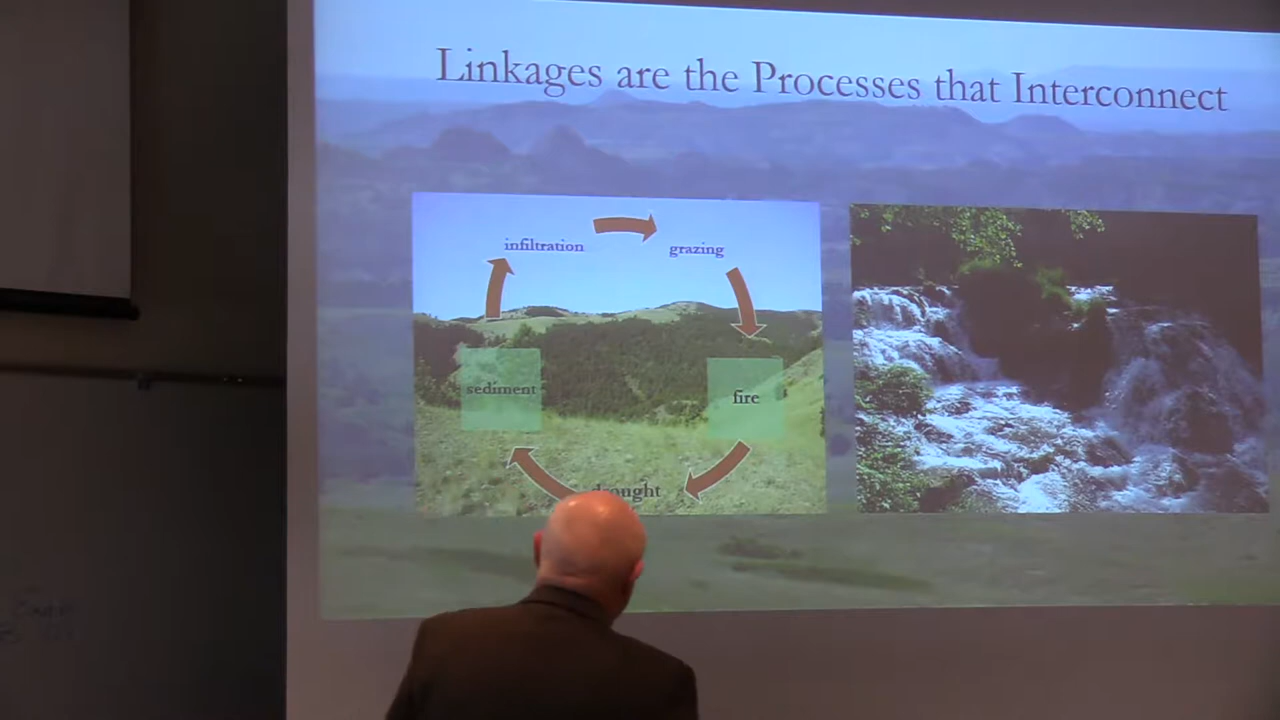 Linkages are the Processes that Interconnect
infiltration
grazing
sediment
fire
drought